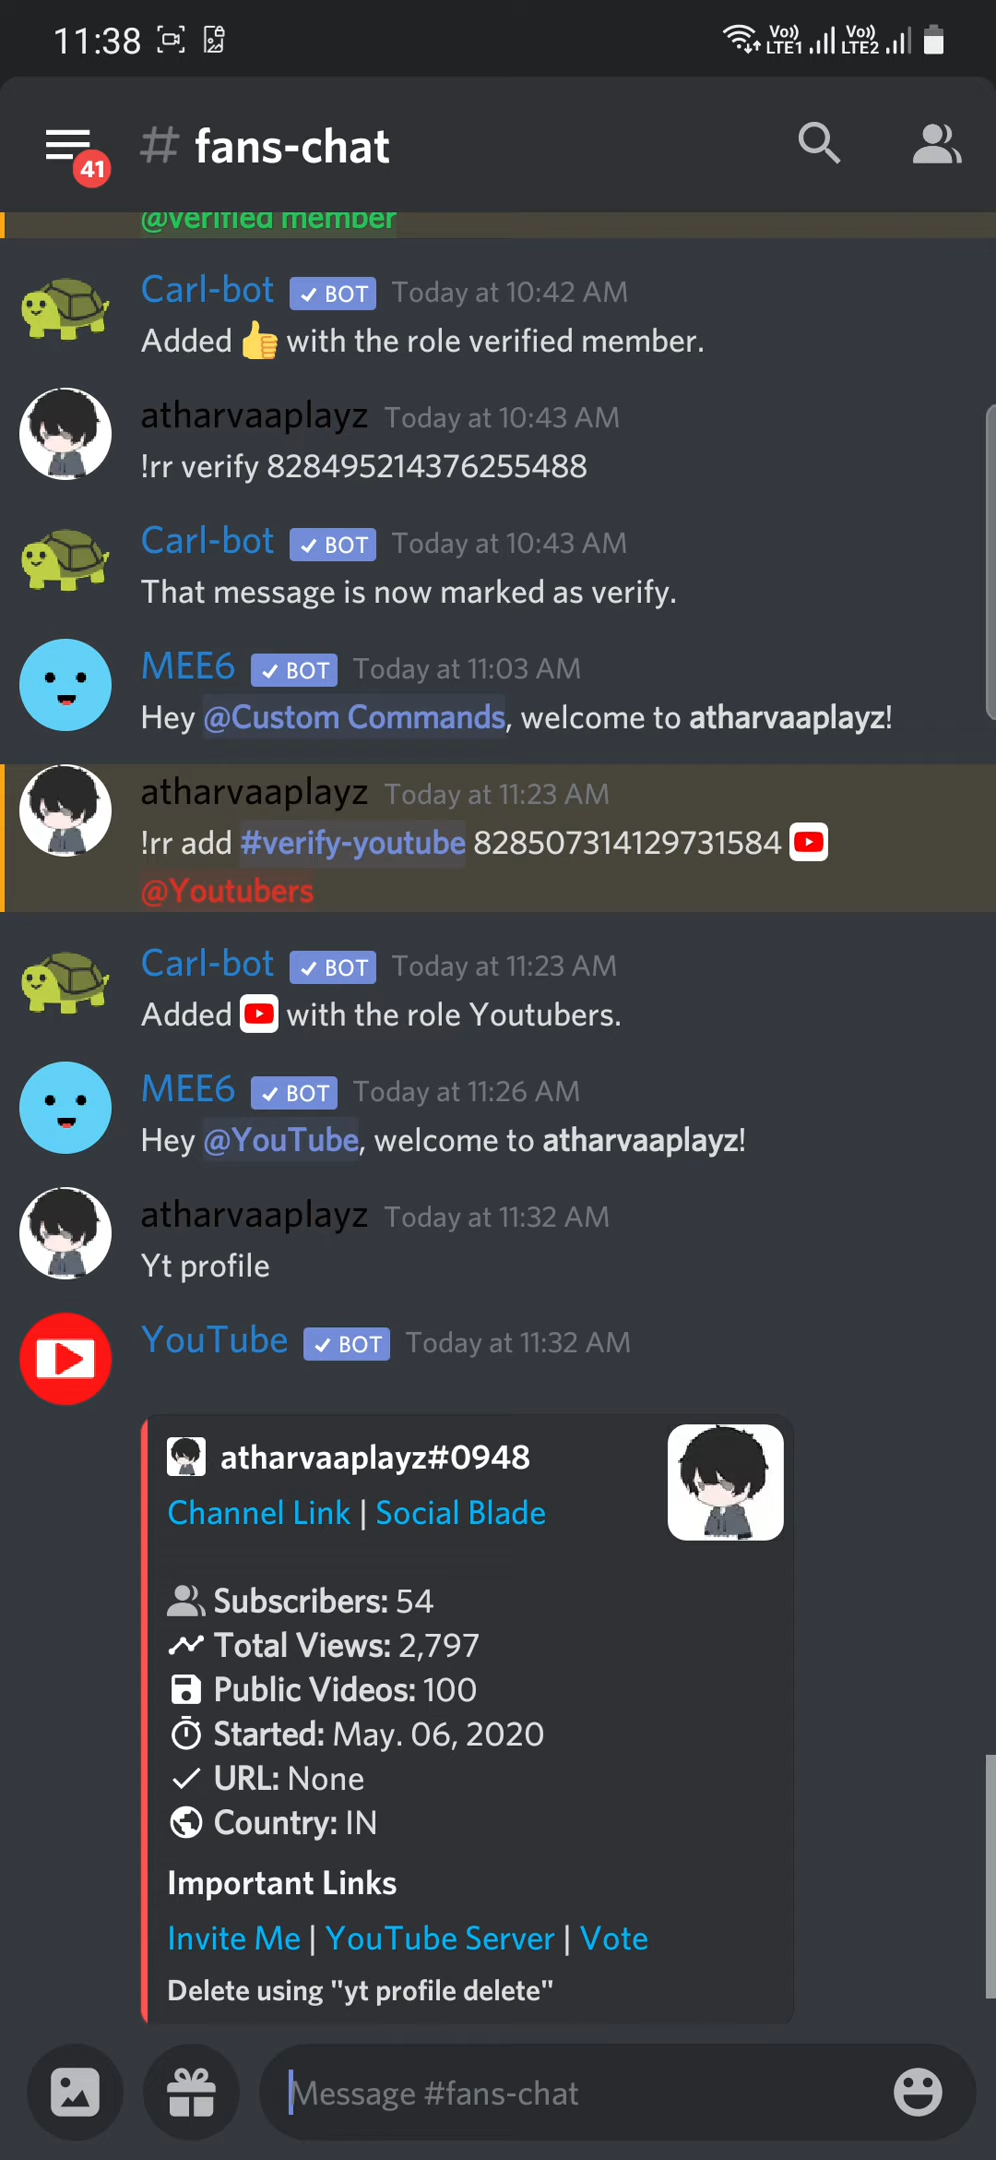 11:38
Vo)) LTE1 Vo)) LTE2
41
# fans-chat
@verified member
Carl-bot ✓ BOT Today at 10:42 AM
Added 👍 with the role verified member.
atharvaaplayz Today at 10:43 AM
!rr verify 828495214376255488
Carl-bot ✓ BOT Today at 10:43 AM
That message is now marked as verify.
MEE6 ✓ BOT Today at 11:03 AM
Hey @Custom Commands, welcome to atharvaaplayz!
atharvaaplayz Today at 11:23 AM
!rr add #verify-youtube 828507314129731584
@Youtubers
Carl-bot ✓ BOT Today at 11:23 AM
Added with the role Youtubers.
MEE6 ✓ BOT Today at 11:26 AM
Hey @YouTube, welcome to atharvaaplayz!
atharvaaplayz Today at 11:32 AM
Yt profile
YouTube ✓ BOT Today at 11:32 AM
atharvaaplayz#0948
Channel Link | Social Blade
Subscribers: 54
Total Views: 2,797
Public Videos: 100
Started: May. 06, 2020
URL: None
Country: IN
Important Links
Invite Me | YouTube Server | Vote
Delete using "yt profile delete"
Message #fans-chat